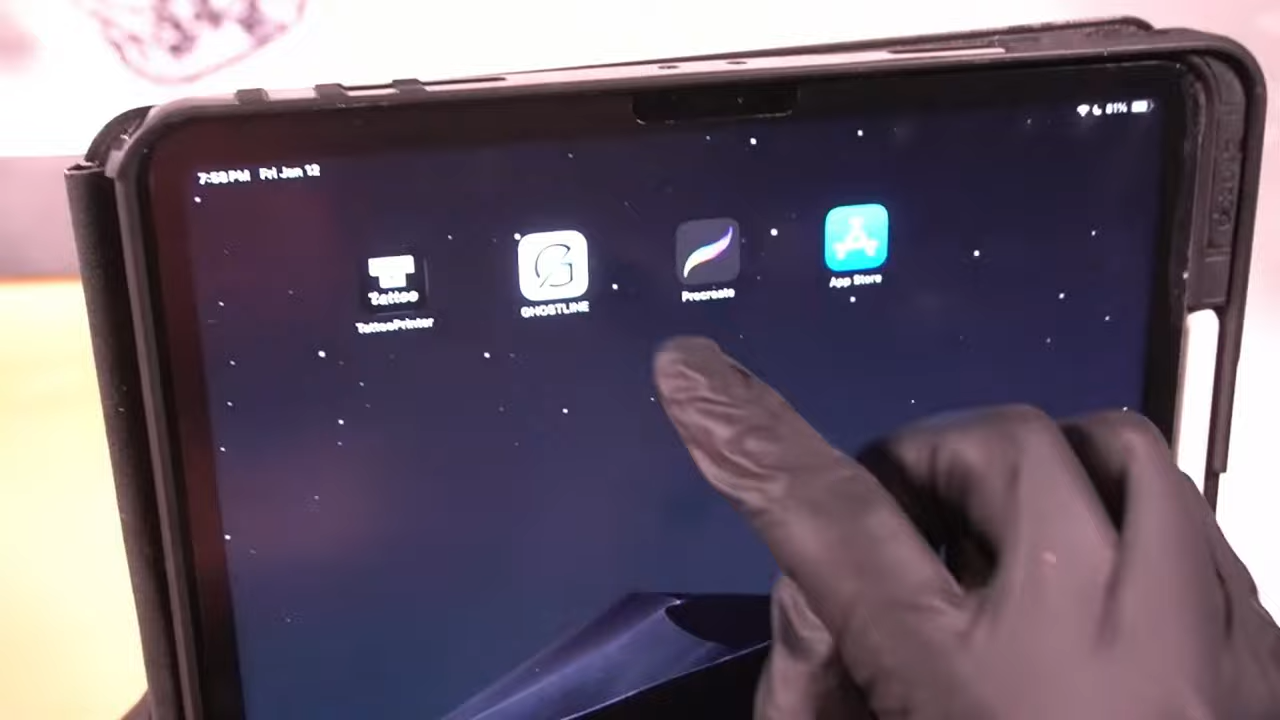 7:58 PM Fri Jan 12
81%
Tattoo
TattooPrinter
GHOSTLINE
Procreate
App Store